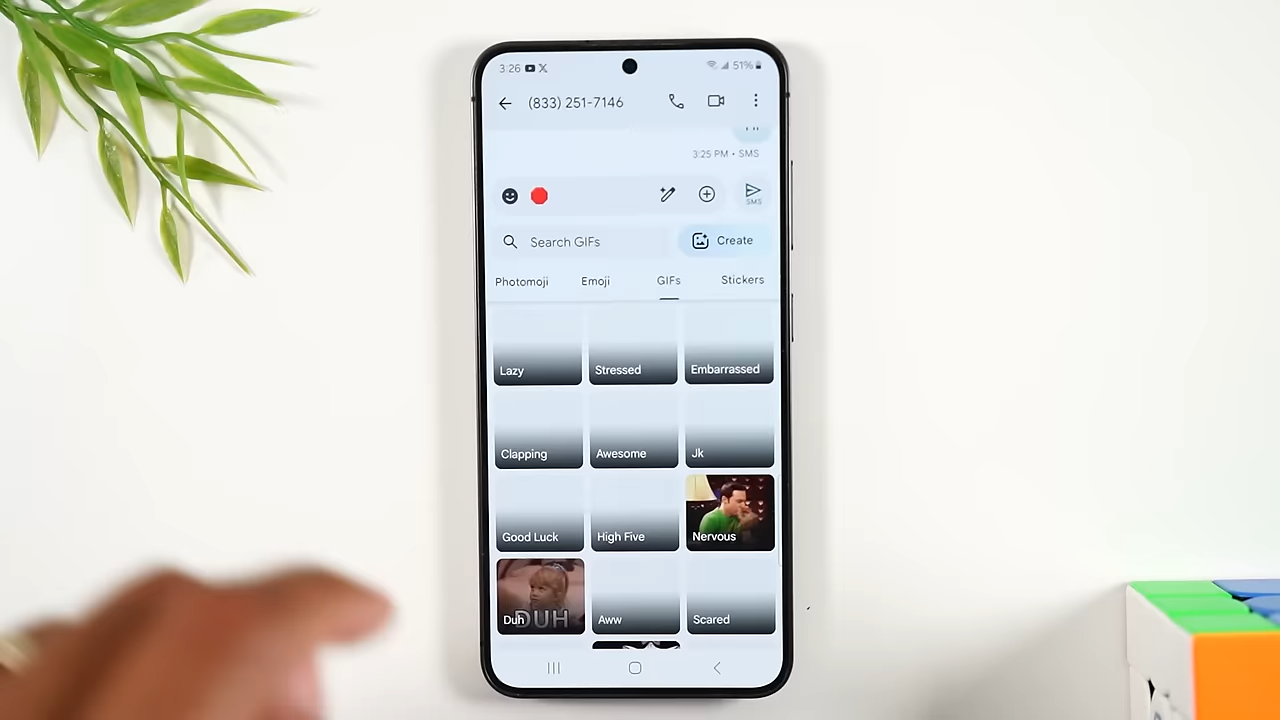 3:26 51%
(833) 251-7146
3:25 PM • SMS
SMS
Search GIFs Create
Photomoji Emoji GIFs Stickers
Lazy Stressed Embarrassed
Clapping Awesome Jk
Good Luck High Five Nervous
DUH
Duh Aww Scared